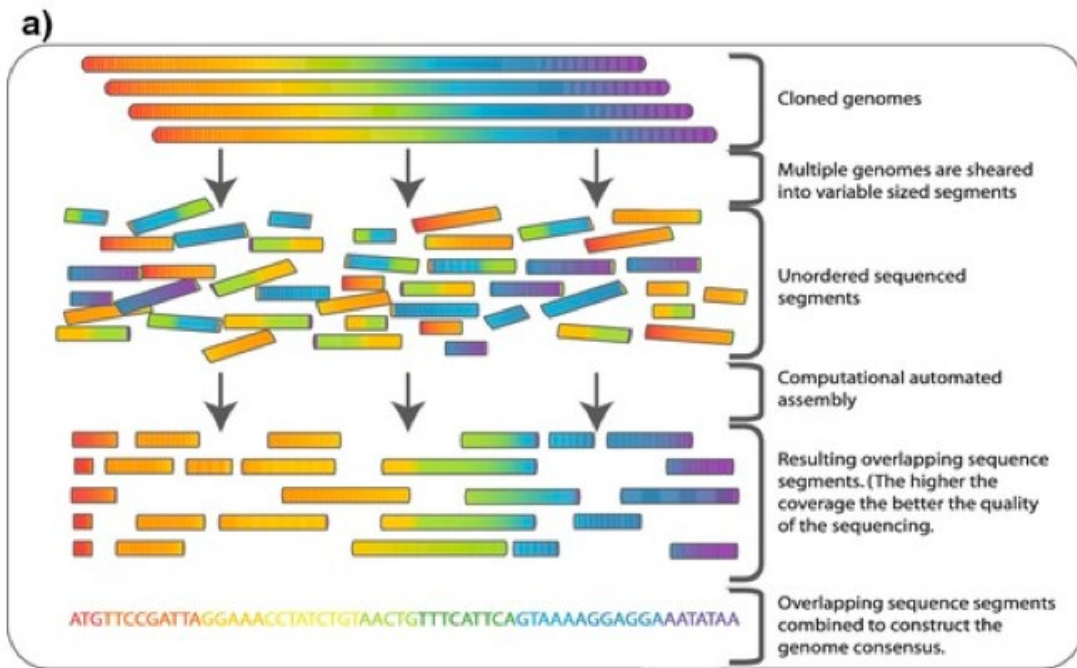 a)
Cloned genomes
Multiple genomes are sheared
into variable sized segments
Unordered sequenced
segments
Computational automated
assembly
Resulting overlapping sequence
segments. (The higher the
coverage the better the quality
of the sequencing.
ATGTTCCGATTAGGAAACCTATCTGTAACTGTTTCATTCAGTAAAAGGAGGAAATATAA
Overlapping sequence segments
combined to construct the
genome consensus.